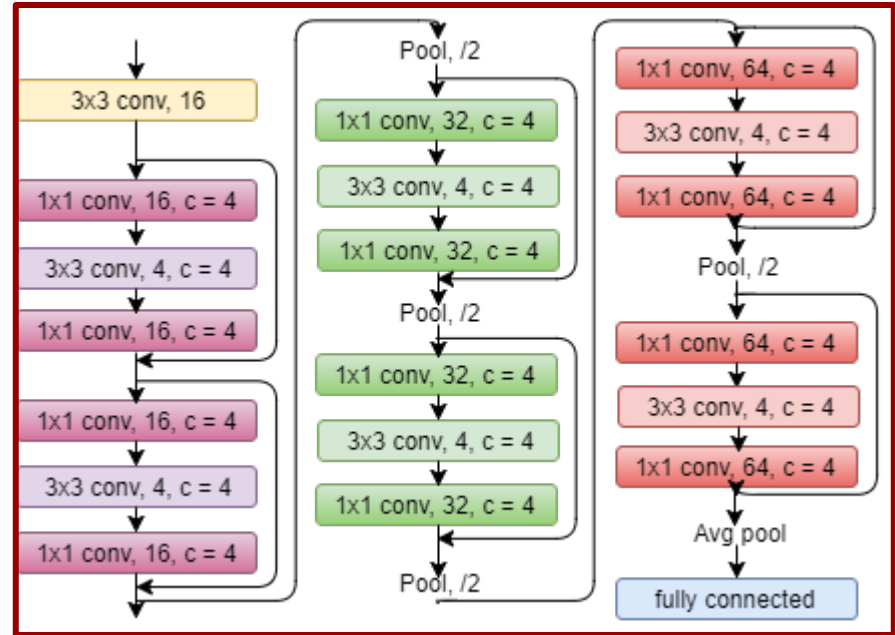 3x3 conv, 16
1x1 conv, 16, c = 4
3x3 conv, 4, c = 4
1x1 conv, 16, c = 4
1x1 conv, 16, c = 4
3x3 conv, 4, c = 4
1x1 conv, 16, c = 4
Pool, /2
1x1 conv, 32, c = 4
3x3 conv, 4, c = 4
1x1 conv, 32, c = 4
Pool, /2
1x1 conv, 32, c = 4
3x3 conv, 4, c = 4
1x1 conv, 32, c = 4
Pool, /2
1x1 conv, 64, c = 4
3x3 conv, 4, c = 4
1x1 conv, 64, c = 4
Pool, /2
1x1 conv, 64, c = 4
3x3 conv, 4, c = 4
1x1 conv, 64, c = 4
Avg pool
fully connected